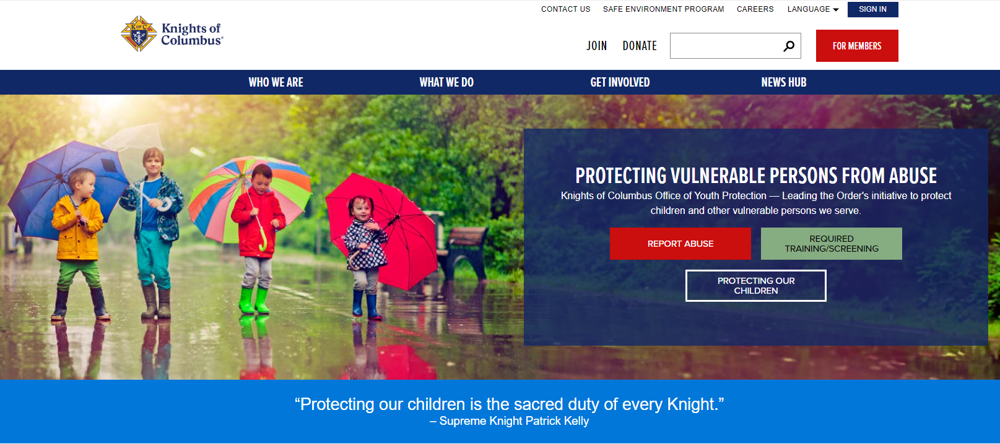 CONTACT US SAFE ENVIRONMENT PROGRAM CAREERS LANGUAGE SIGN IN
K OF C
Knights of
Columbus®
JOIN DONATE FOR MEMBERS
WHO WE ARE WHAT WE DO GET INVOLVED NEWS HUB
PROTECTING VULNERABLE PERSONS FROM ABUSE
Knights of Columbus Office of Youth Protection — Leading the Order's initiative to protect
children and other vulnerable persons we serve.
REPORT ABUSE
REQUIRED
TRAINING/SCREENING
PROTECTING OUR
CHILDREN
“Protecting our children is the sacred duty of every Knight.”
– Supreme Knight Patrick Kelly